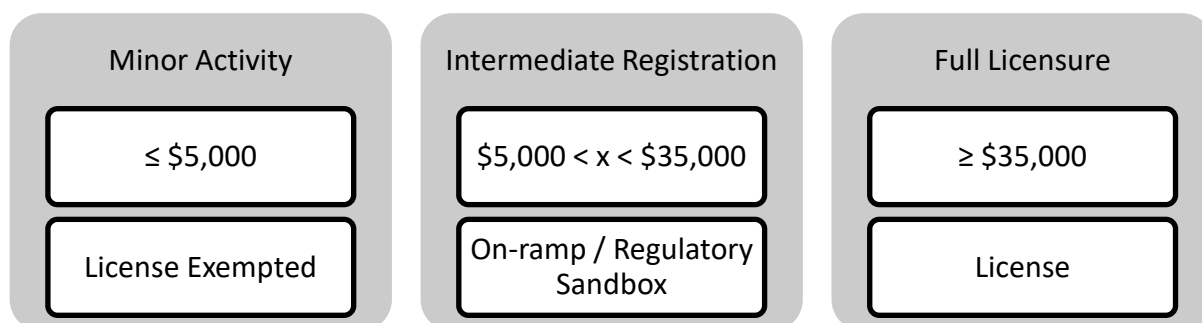 Minor Activity
≤ $5,000
License Exempted
Intermediate Registration
$5,000 < x < $35,000
On-ramp / Regulatory
Sandbox
Full Licensure
≥ $35,000
License